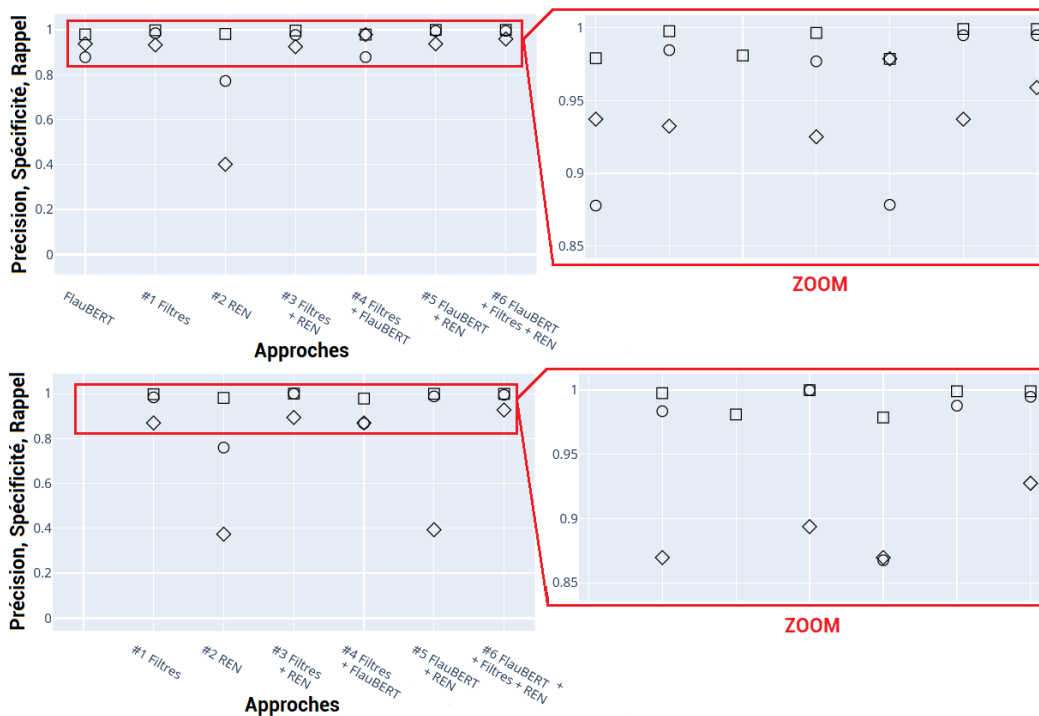 Précision, Spécificité, Rappel
1
0.8
0.6
0.4
0.2
0
FlauBERT
#1 Filtres
#2 REN
#3 Filtres
+ REN
#4 Filtres
+ FlauBERT
#5 FlauBERT
+ REN
#6 FlauBERT
+ Filtres + REN
Approches
1
0.95
0.9
0.85
ZOOM
Précision, Spécificité, Rappel
1
0.8
0.6
0.4
0.2
0
#1 Filtres
#2 REN
#3 Filtres
+ REN
#4 Filtres
+ FlauBERT
#5 FlauBERT
+ REN
#6 FlauBERT +
+ Filtres + REN
Approches
1
0.95
0.9
0.85
ZOOM